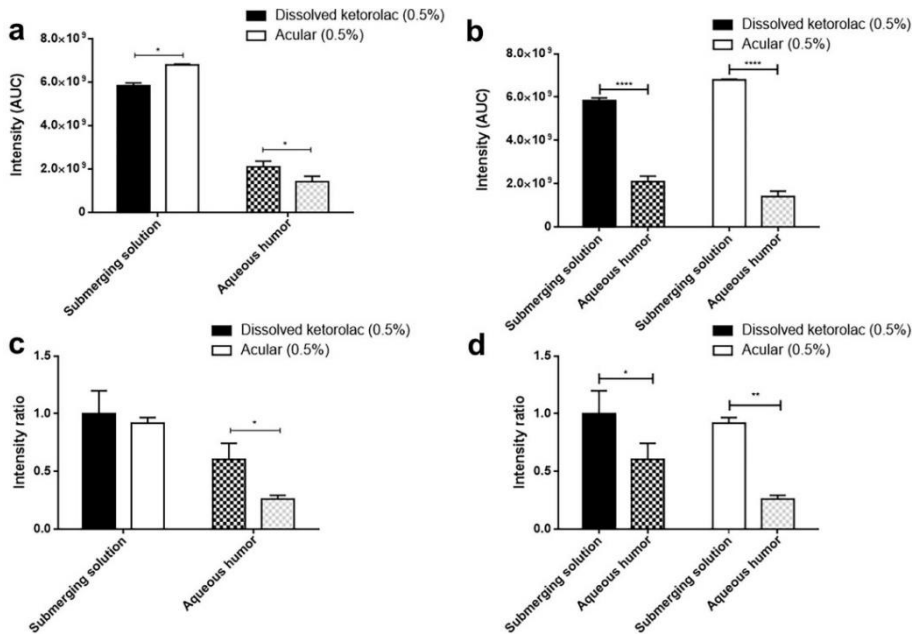 a
Dissolved ketorolac (0.5%)
Acular (0.5%)
Intensity (AUC)
8.0×10⁹
6.0×10⁹
4.0×10⁹
2.0×10⁹
0
*
*
Submerging solution
Aqueous humor
b
Dissolved ketorolac (0.5%)
Acular (0.5%)
Intensity (AUC)
8.0×10⁹
6.0×10⁹
4.0×10⁹
2.0×10⁹
0
****
****
Submerging solution
Aqueous humor
Submerging solution
Aqueous humor
c
Dissolved ketorolac (0.5%)
Acular (0.5%)
Intensity ratio
1.5
1.0
0.5
0.0
*
Submerging solution
Aqueous humor
d
Dissolved ketorolac (0.5%)
Acular (0.5%)
Intensity ratio
1.5
1.0
0.5
0.0
*
**
Submerging solution
Aqueous humor
Submerging solution
Aqueous humor